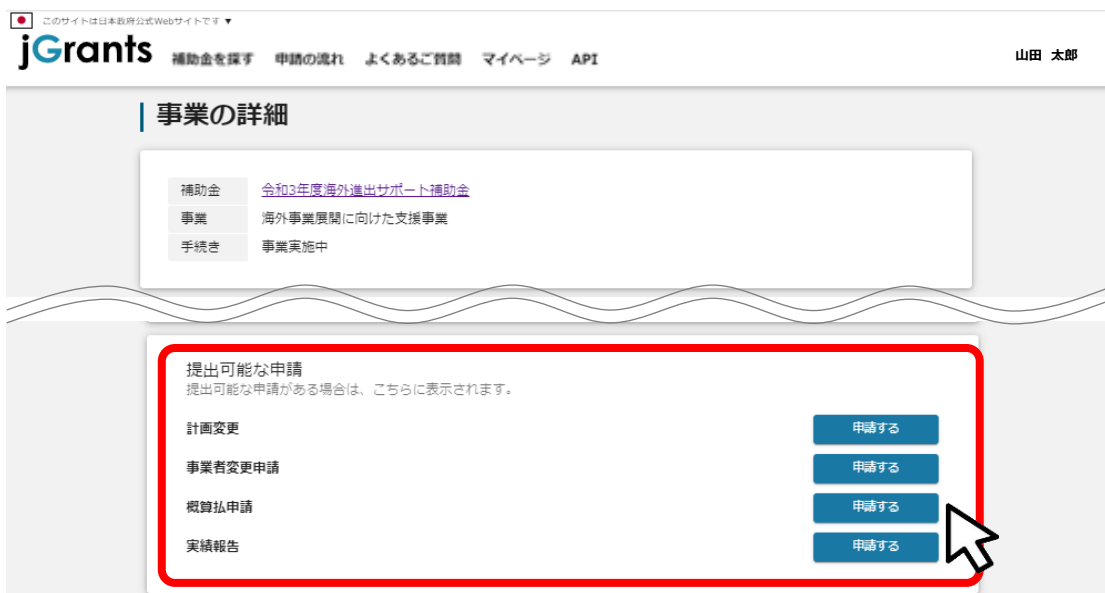 このサイトは日本政府公式Webサイトです ▼
jGrants 補助金を探す 申請の流れ よくあるご質問 マイページ API 山田 太郎
事業の詳細
補助金 令和3年度海外進出サポート補助金
事業 海外事業展開に向けた支援事業
手続き 事業実施中
提出可能な申請
提出可能な申請がある場合は、こちらに表示されます。
計画変更 申請する
事業者変更申請 申請する
概算払申請 申請する
実績報告 申請する